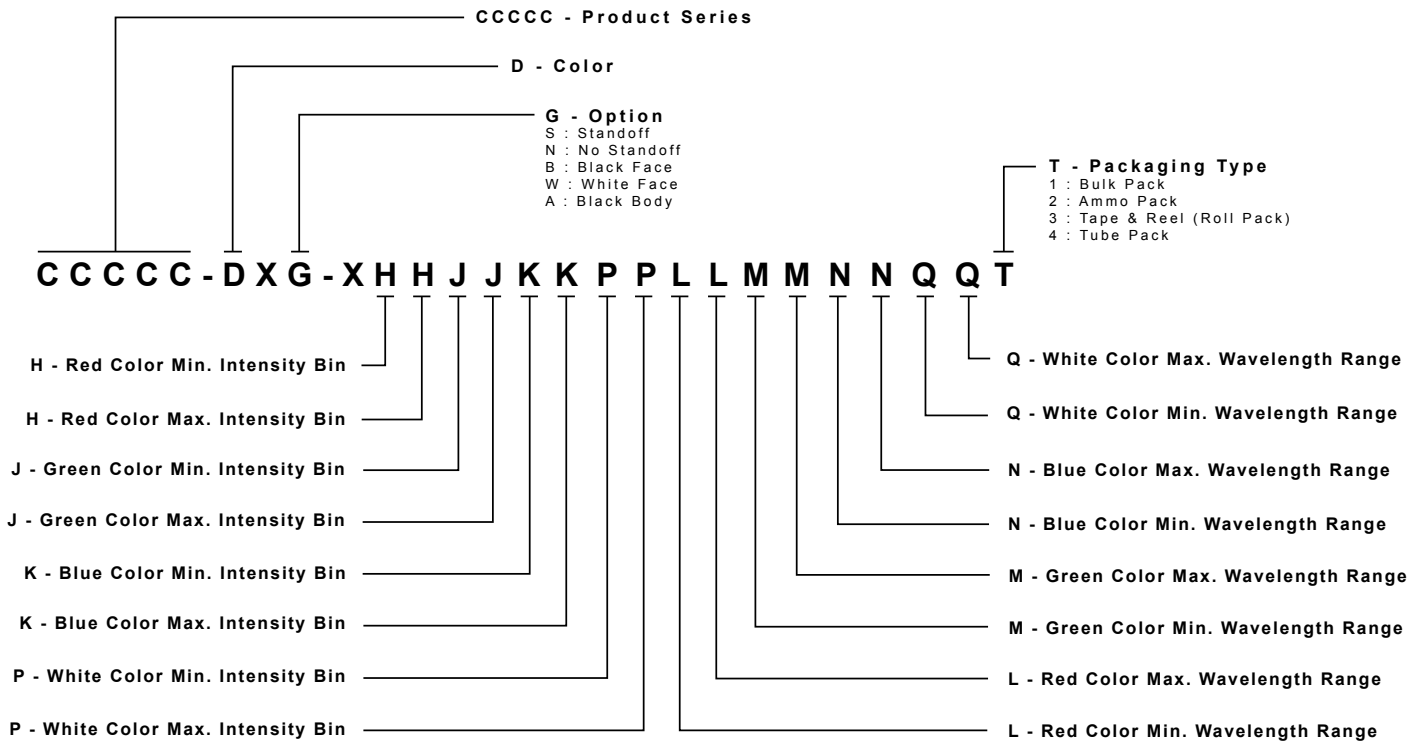 CCCCC - Product Series
D - Color
G - Option
S : Standoff
N : No Standoff
B : Black Face
W : White Face
A : Black Body
T - Packaging Type
1 : Bulk Pack
2 : Ammo Pack
3 : Tape & Reel (Roll Pack)
4 : Tube Pack
C C C C C - D X G - X H H J J K K P P L L M M N N Q Q T
H - Red Color Min. Intensity Bin
H - Red Color Max. Intensity Bin
J - Green Color Min. Intensity Bin
J - Green Color Max. Intensity Bin
K - Blue Color Min. Intensity Bin
K - Blue Color Max. Intensity Bin
P - White Color Min. Intensity Bin
P - White Color Max. Intensity Bin
Q - White Color Max. Wavelength Range
Q - White Color Min. Wavelength Range
N - Blue Color Max. Wavelength Range
N - Blue Color Min. Wavelength Range
M - Green Color Max. Wavelength Range
M - Green Color Min. Wavelength Range
L - Red Color Max. Wavelength Range
L - Red Color Min. Wavelength Range